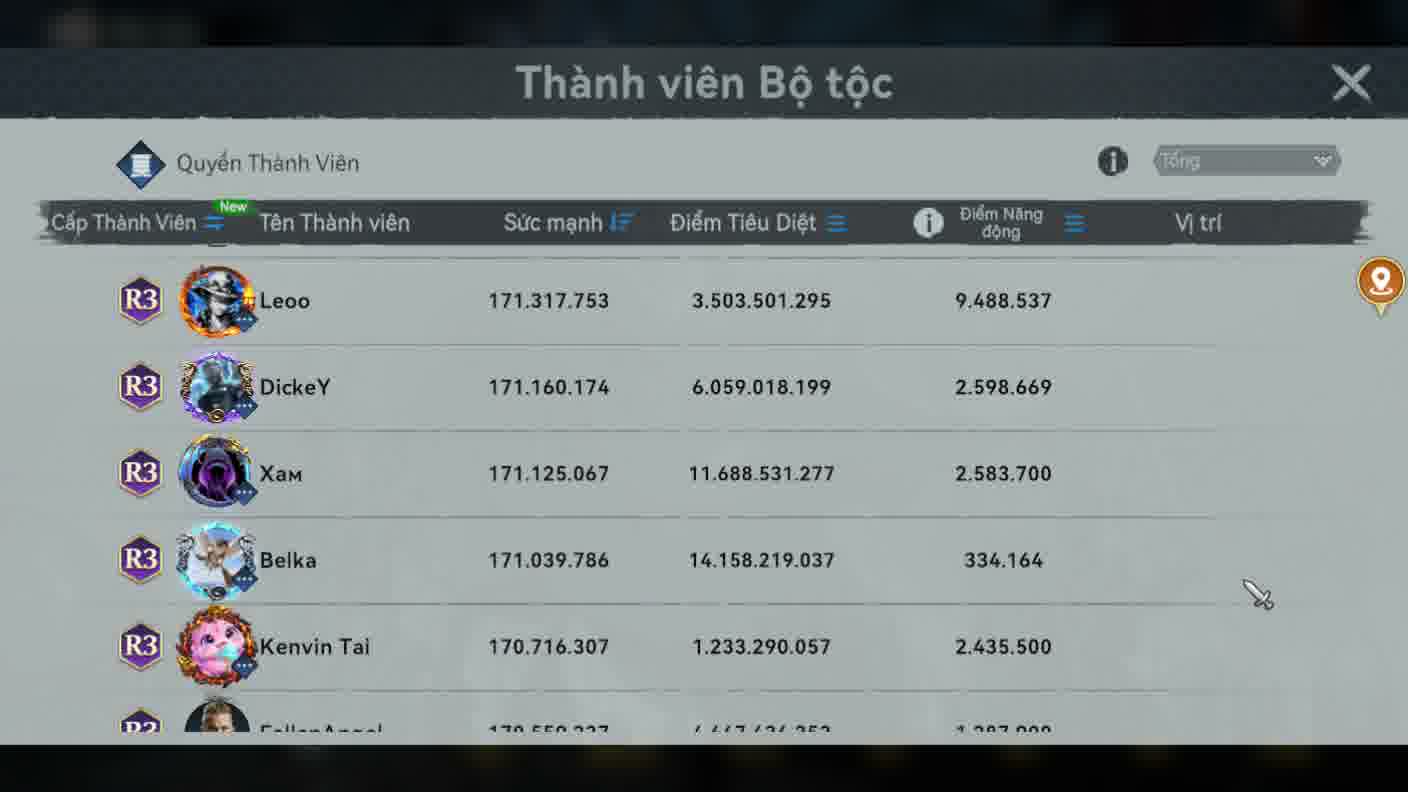 Thành viên Bộ tộc
Quyển Thành Viên
Tổng
Cấp Thành Viên New Tên Thành viên Sức mạnh Điểm Tiêu Diệt Điểm Năng động Vị trí
R3 Leoo 171.317.753 3.503.501.295 9.488.537
R3 DickeY 171.160.174 6.059.018.199 2.598.669
R3 Xaм 171.125.067 11.688.531.277 2.583.700
R3 Belka 171.039.786 14.158.219.037 334.164
R3 Kenvin Tai 170.716.307 1.233.290.057 2.435.500
R3 FallenAngel